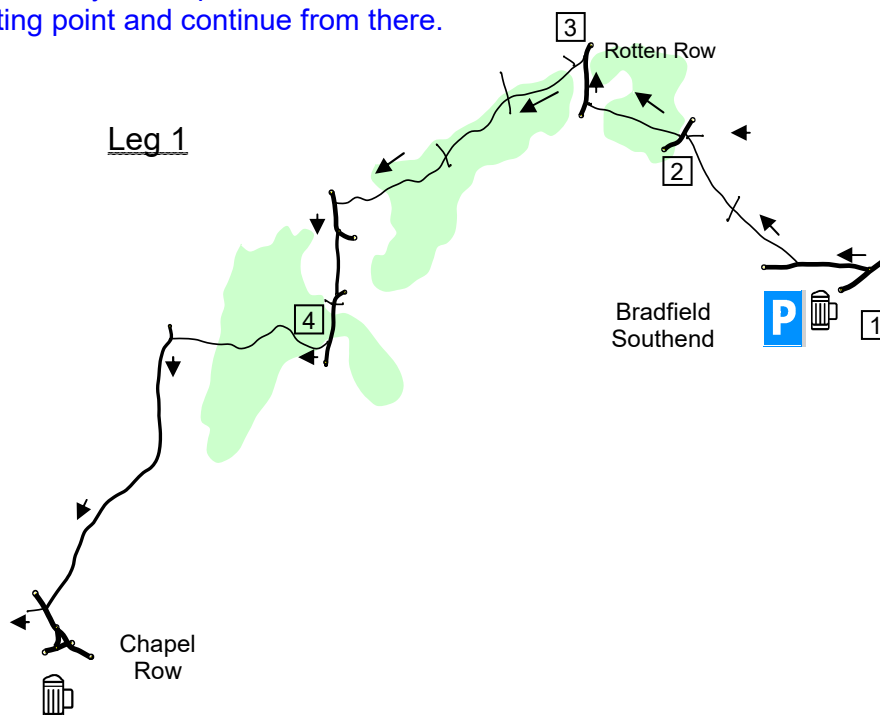 ting point and continue from there.
3
Rotten Row
Leg 1
2
Bradfield
Southend
P
1
4
Chapel
Row